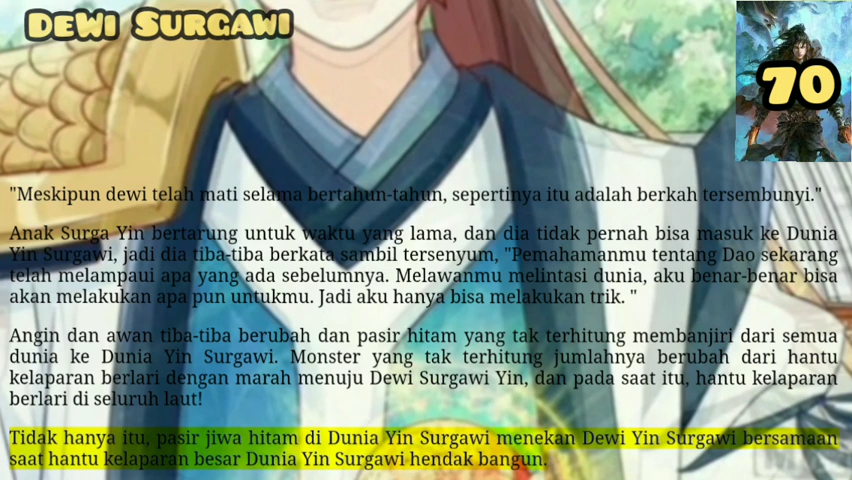 DEWI SURGAWI
70
"Meskipun dewi telah mati selama bertahun-tahun, sepertinya itu adalah berkah tersembunyi."
Anak Surga Yin bertarung untuk waktu yang lama, dan dia tidak pernah bisa masuk ke Dunia
Yin Surgawi, jadi dia tiba-tiba berkata sambil tersenyum, "Pemahamanmu tentang Dao sekarang
telah melampaui apa yang ada sebelumnya. Melawanmu melintasi dunia, aku benar-benar bisa
akan melakukan apa pun untukmu. Jadi aku hanya bisa melakukan trik. "
Angin dan awan tiba-tiba berubah dan pasir hitam yang tak terhitung membanjiri dari semua
dunia ke Dunia Yin Surgawi. Monster yang tak terhitung jumlahnya berubah dari hantu
kelaparan berlari dengan marah menuju Dewi Surgawi Yin, dan pada saat itu, hantu kelaparan
berlari di seluruh laut!
Tidak hanya itu, pasir jiwa hitam di Dunia Yin Surgawi menekan Dewi Yin Surgawi bersamaan
saat hantu kelaparan besar Dunia Yin Surgawi hendak bangun.